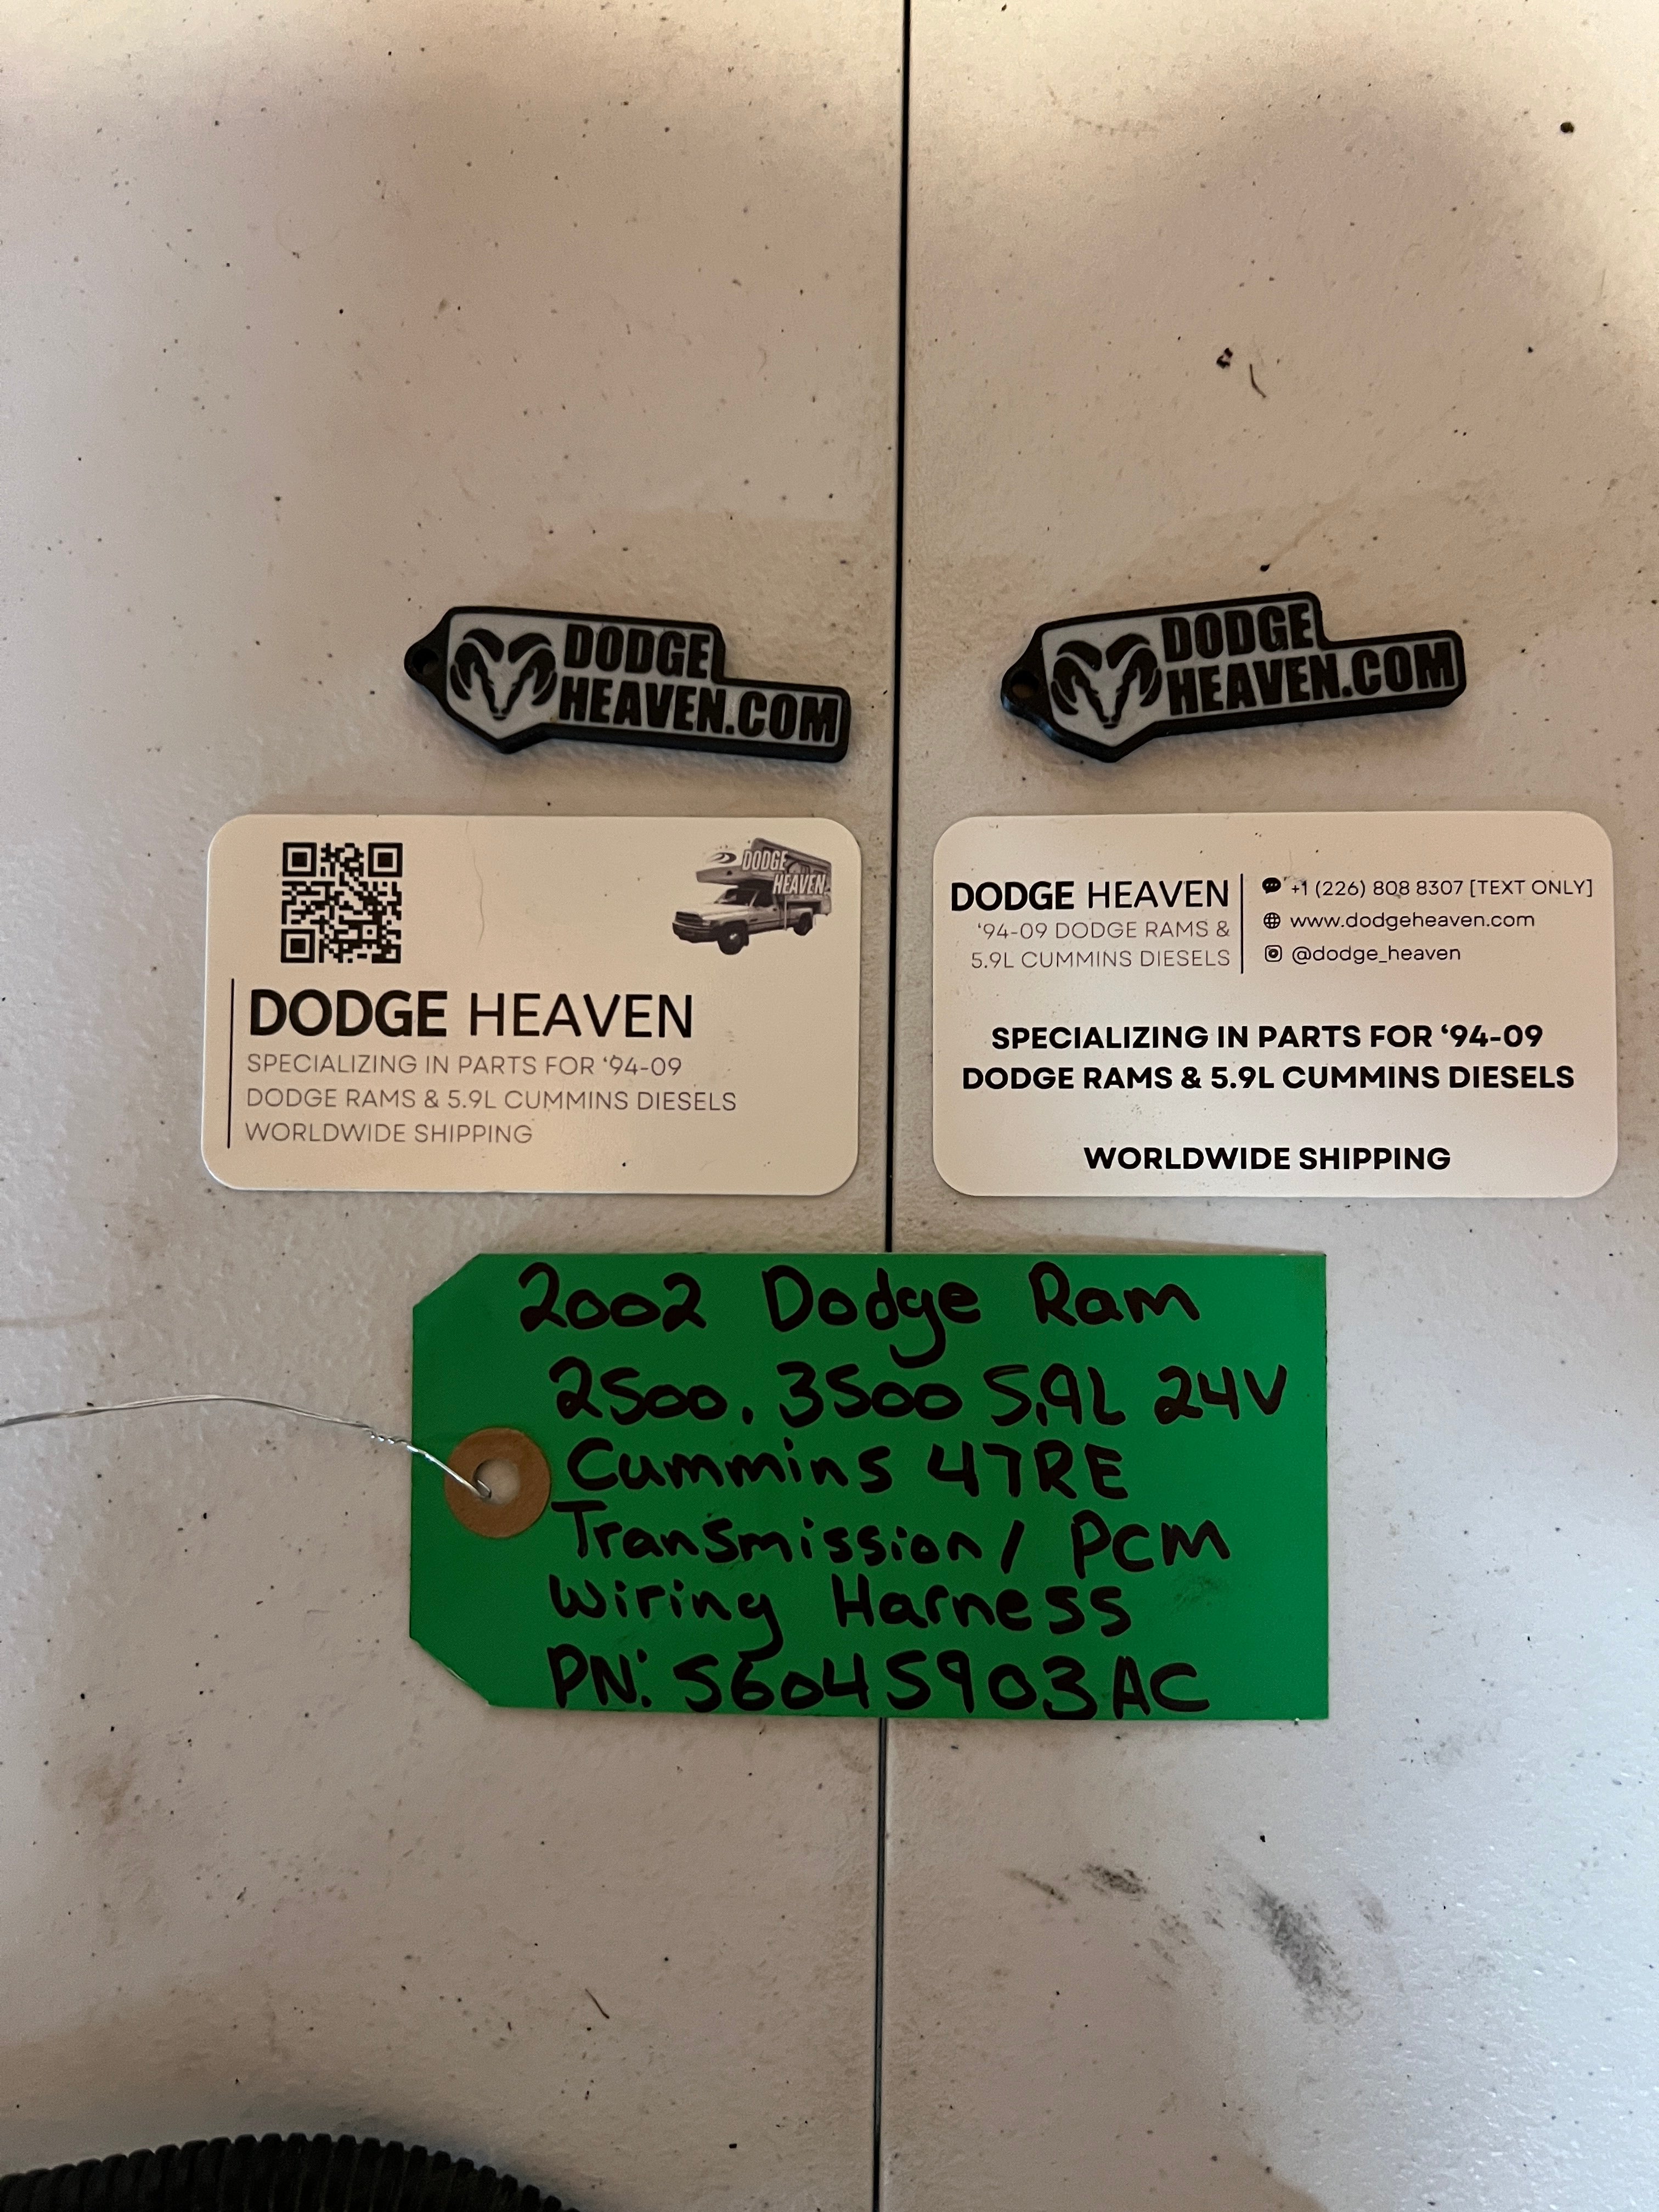 DODGE
HEAVEN.COM
DODGE
HEAVEN.COM
DODGE
HEAVEN
DODGE HEAVEN
SPECIALIZING IN PARTS FOR ‘94-09
DODGE RAMS & 5.9L CUMMINS DIESELS
WORLDWIDE SHIPPING
DODGE HEAVEN
‘94-09 DODGE RAMS &
5.9L CUMMINS DIESELS
+1 (226) 808 8307 [TEXT ONLY]
www.dodgeheaven.com
@dodge_heaven
SPECIALIZING IN PARTS FOR ‘94-09
DODGE RAMS & 5.9L CUMMINS DIESELS
WORLDWIDE SHIPPING
2002 Dodge Ram
2500, 3500 5.9L 24V
Cummins 47RE
Transmission/ PCM
Wiring Harness
PN: 56045903AC